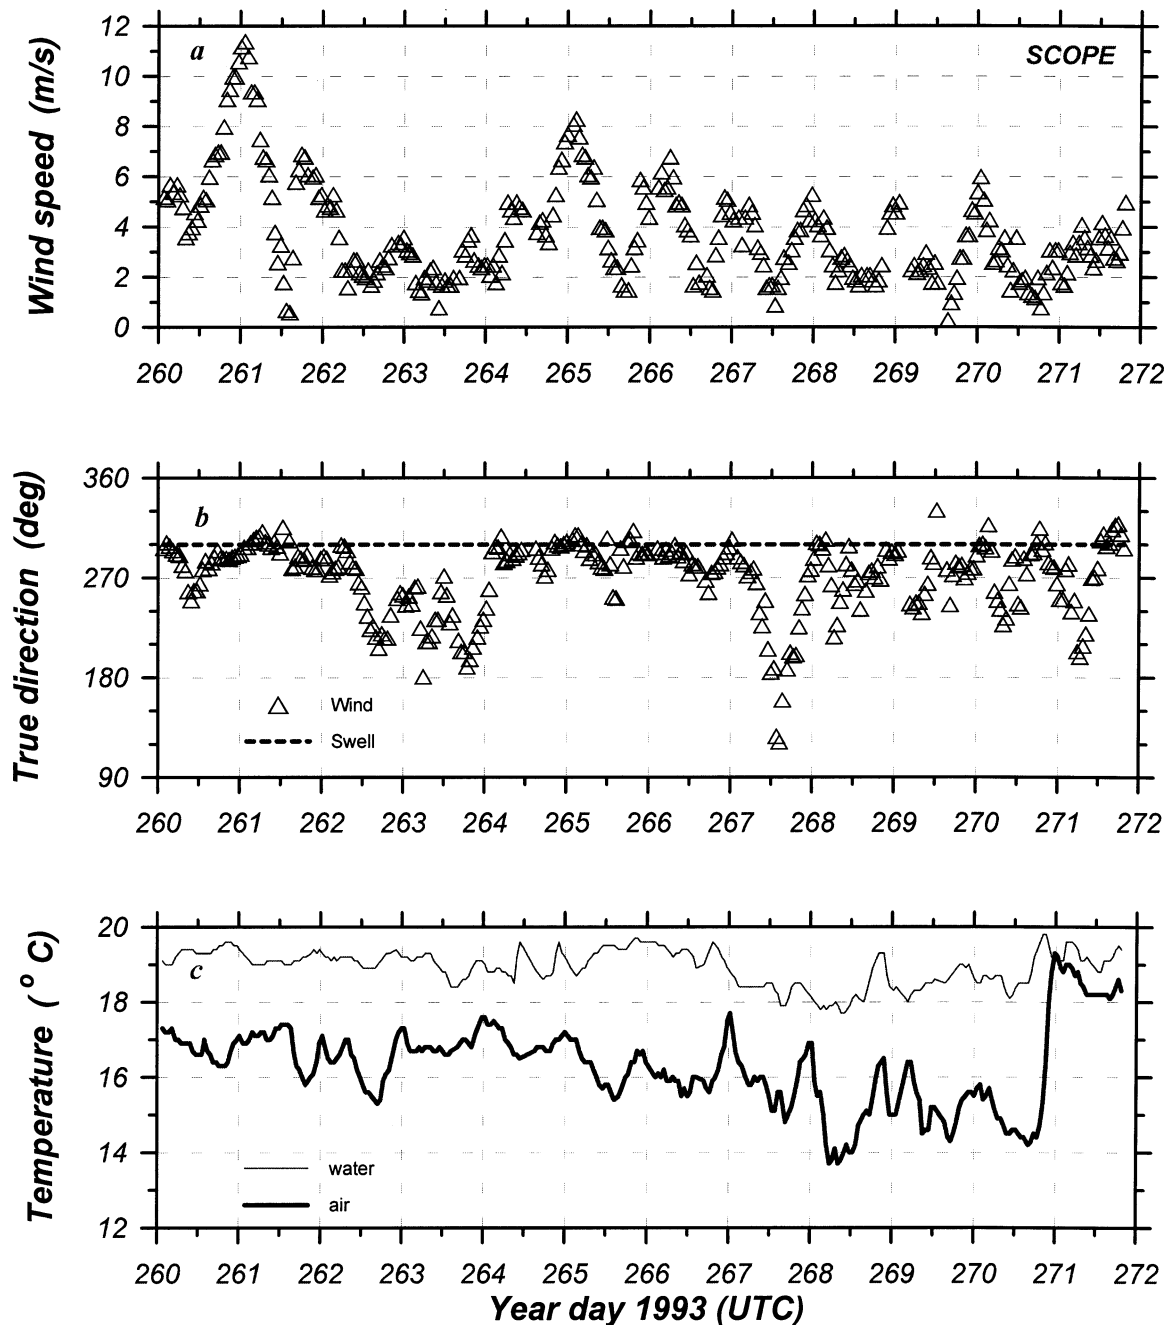 12
a
SCOPE
10
8
6
4
2
0
Wind speed (m/s)
260 261 262 263 264 265 266 267 268 269 270 271 272
360
b
270
180
Wind
Swell
90
True direction (deg)
260 261 262 263 264 265 266 267 268 269 270 271 272
20
c
18
16
14
water
air
12
Temperature (° C)
260 261 262 263 264 265 266 267 268 269 270 271 272
Year day 1993 (UTC)